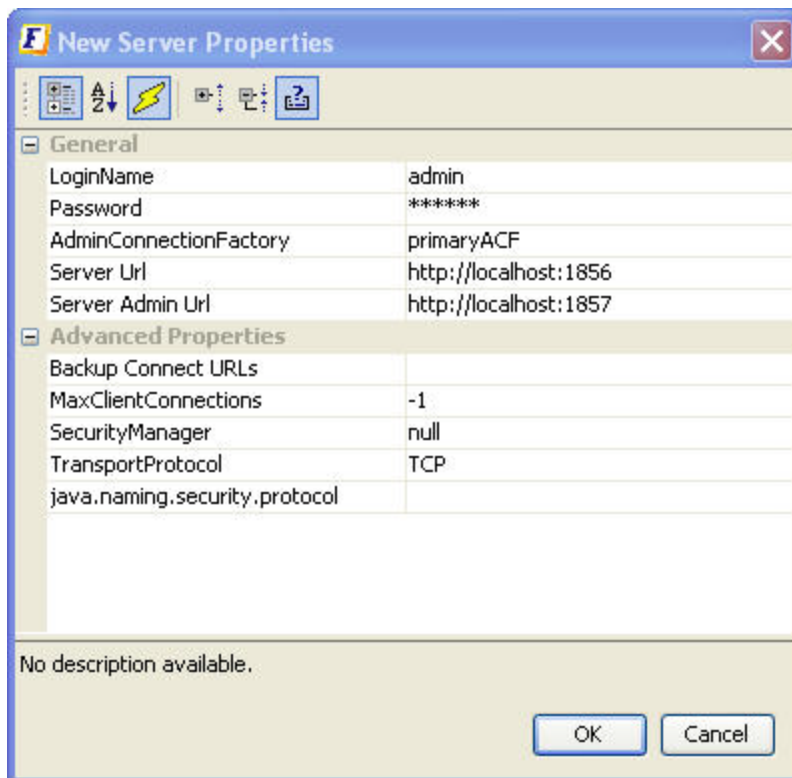 F New Server Properties
A
Z
General
LoginName admin
Password ******
AdminConnectionFactory primaryACF
Server Url http://localhost:1856
Server Admin Url http://localhost:1857
Advanced Properties
Backup Connect URLs
MaxClientConnections -1
SecurityManager null
TransportProtocol TCP
java.naming.security.protocol
No description available.
OK Cancel